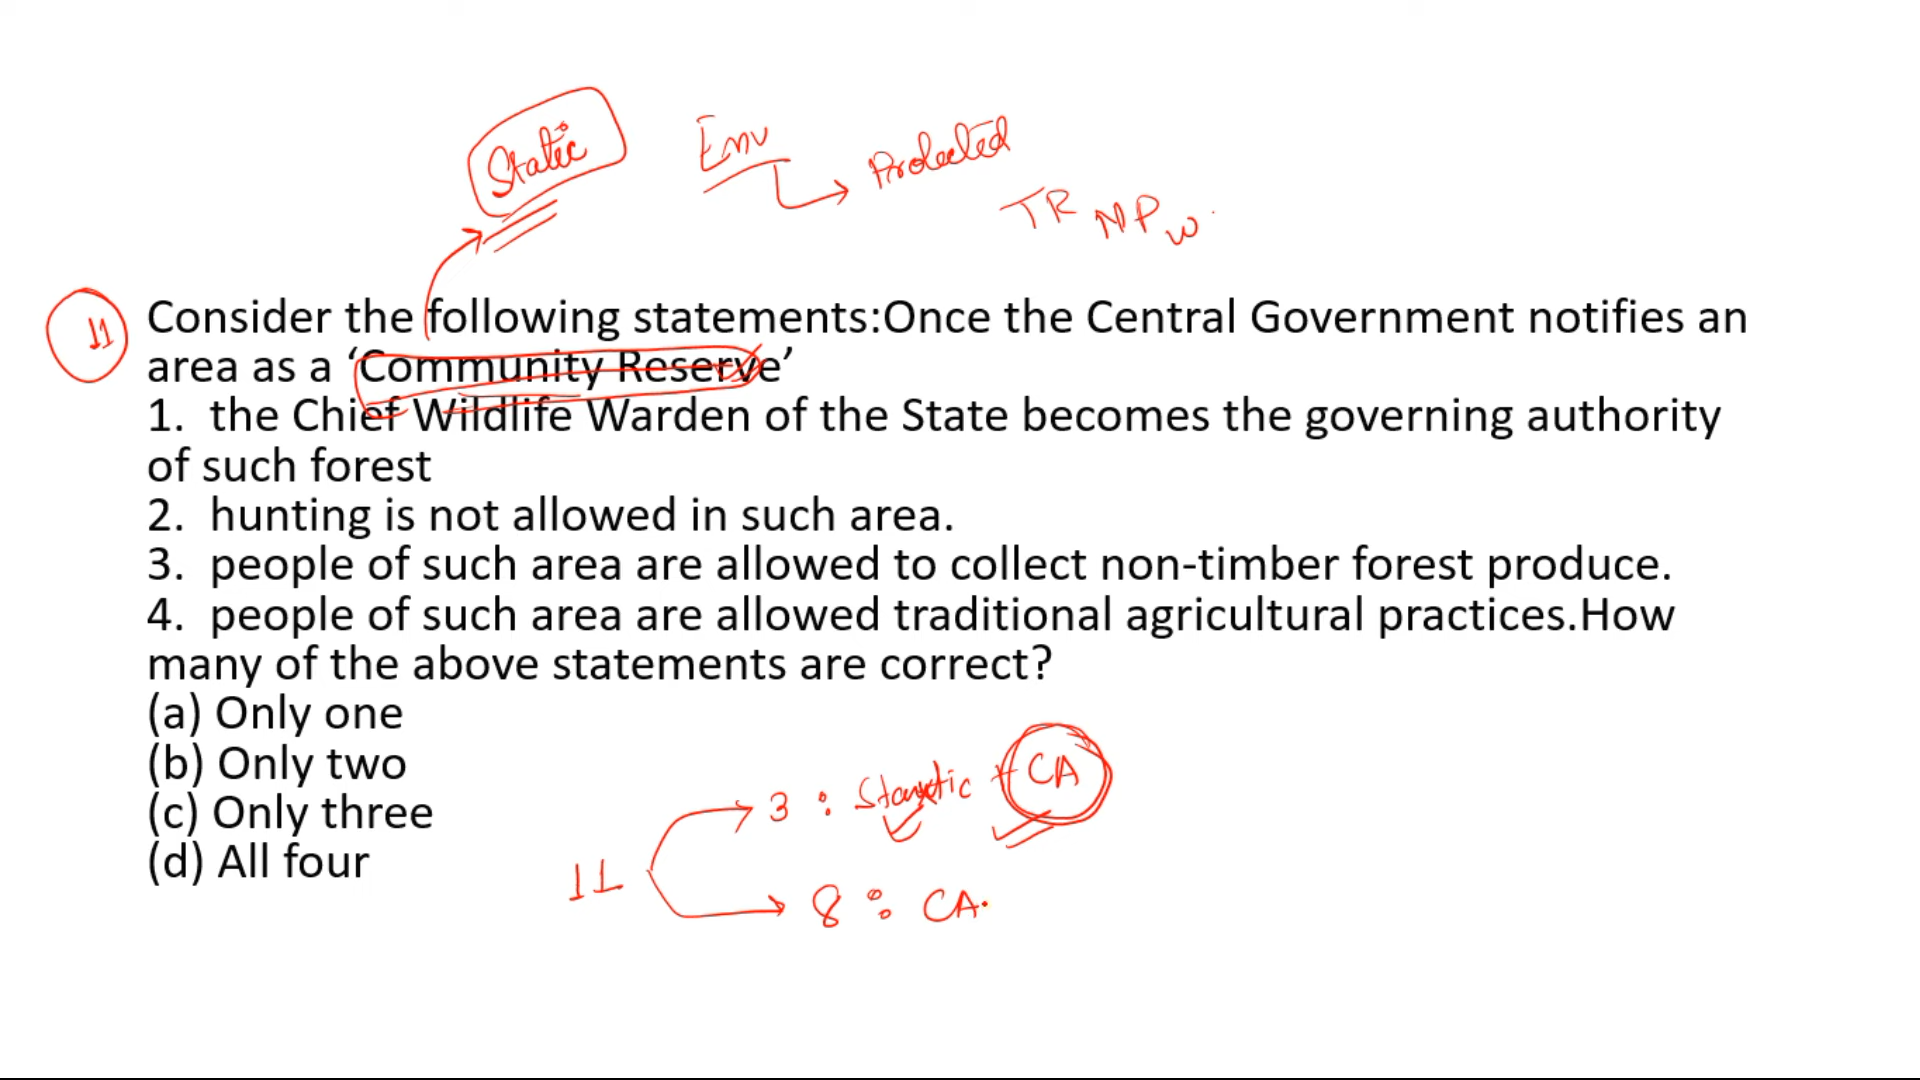 Static
Env
Protected
TR NP W
11
Consider the following statements:Once the Central Government notifies an
area as a ‘Community Reserve’
1. the Chief Wildlife Warden of the State becomes the governing authority
of such forest
2. hunting is not allowed in such area.
3. people of such area are allowed to collect non-timber forest produce.
4. people of such area are allowed traditional agricultural practices.How
many of the above statements are correct?
(a) Only one
(b) Only two
(c) Only three
(d) All four
3 : + CA
11
8 : CA.